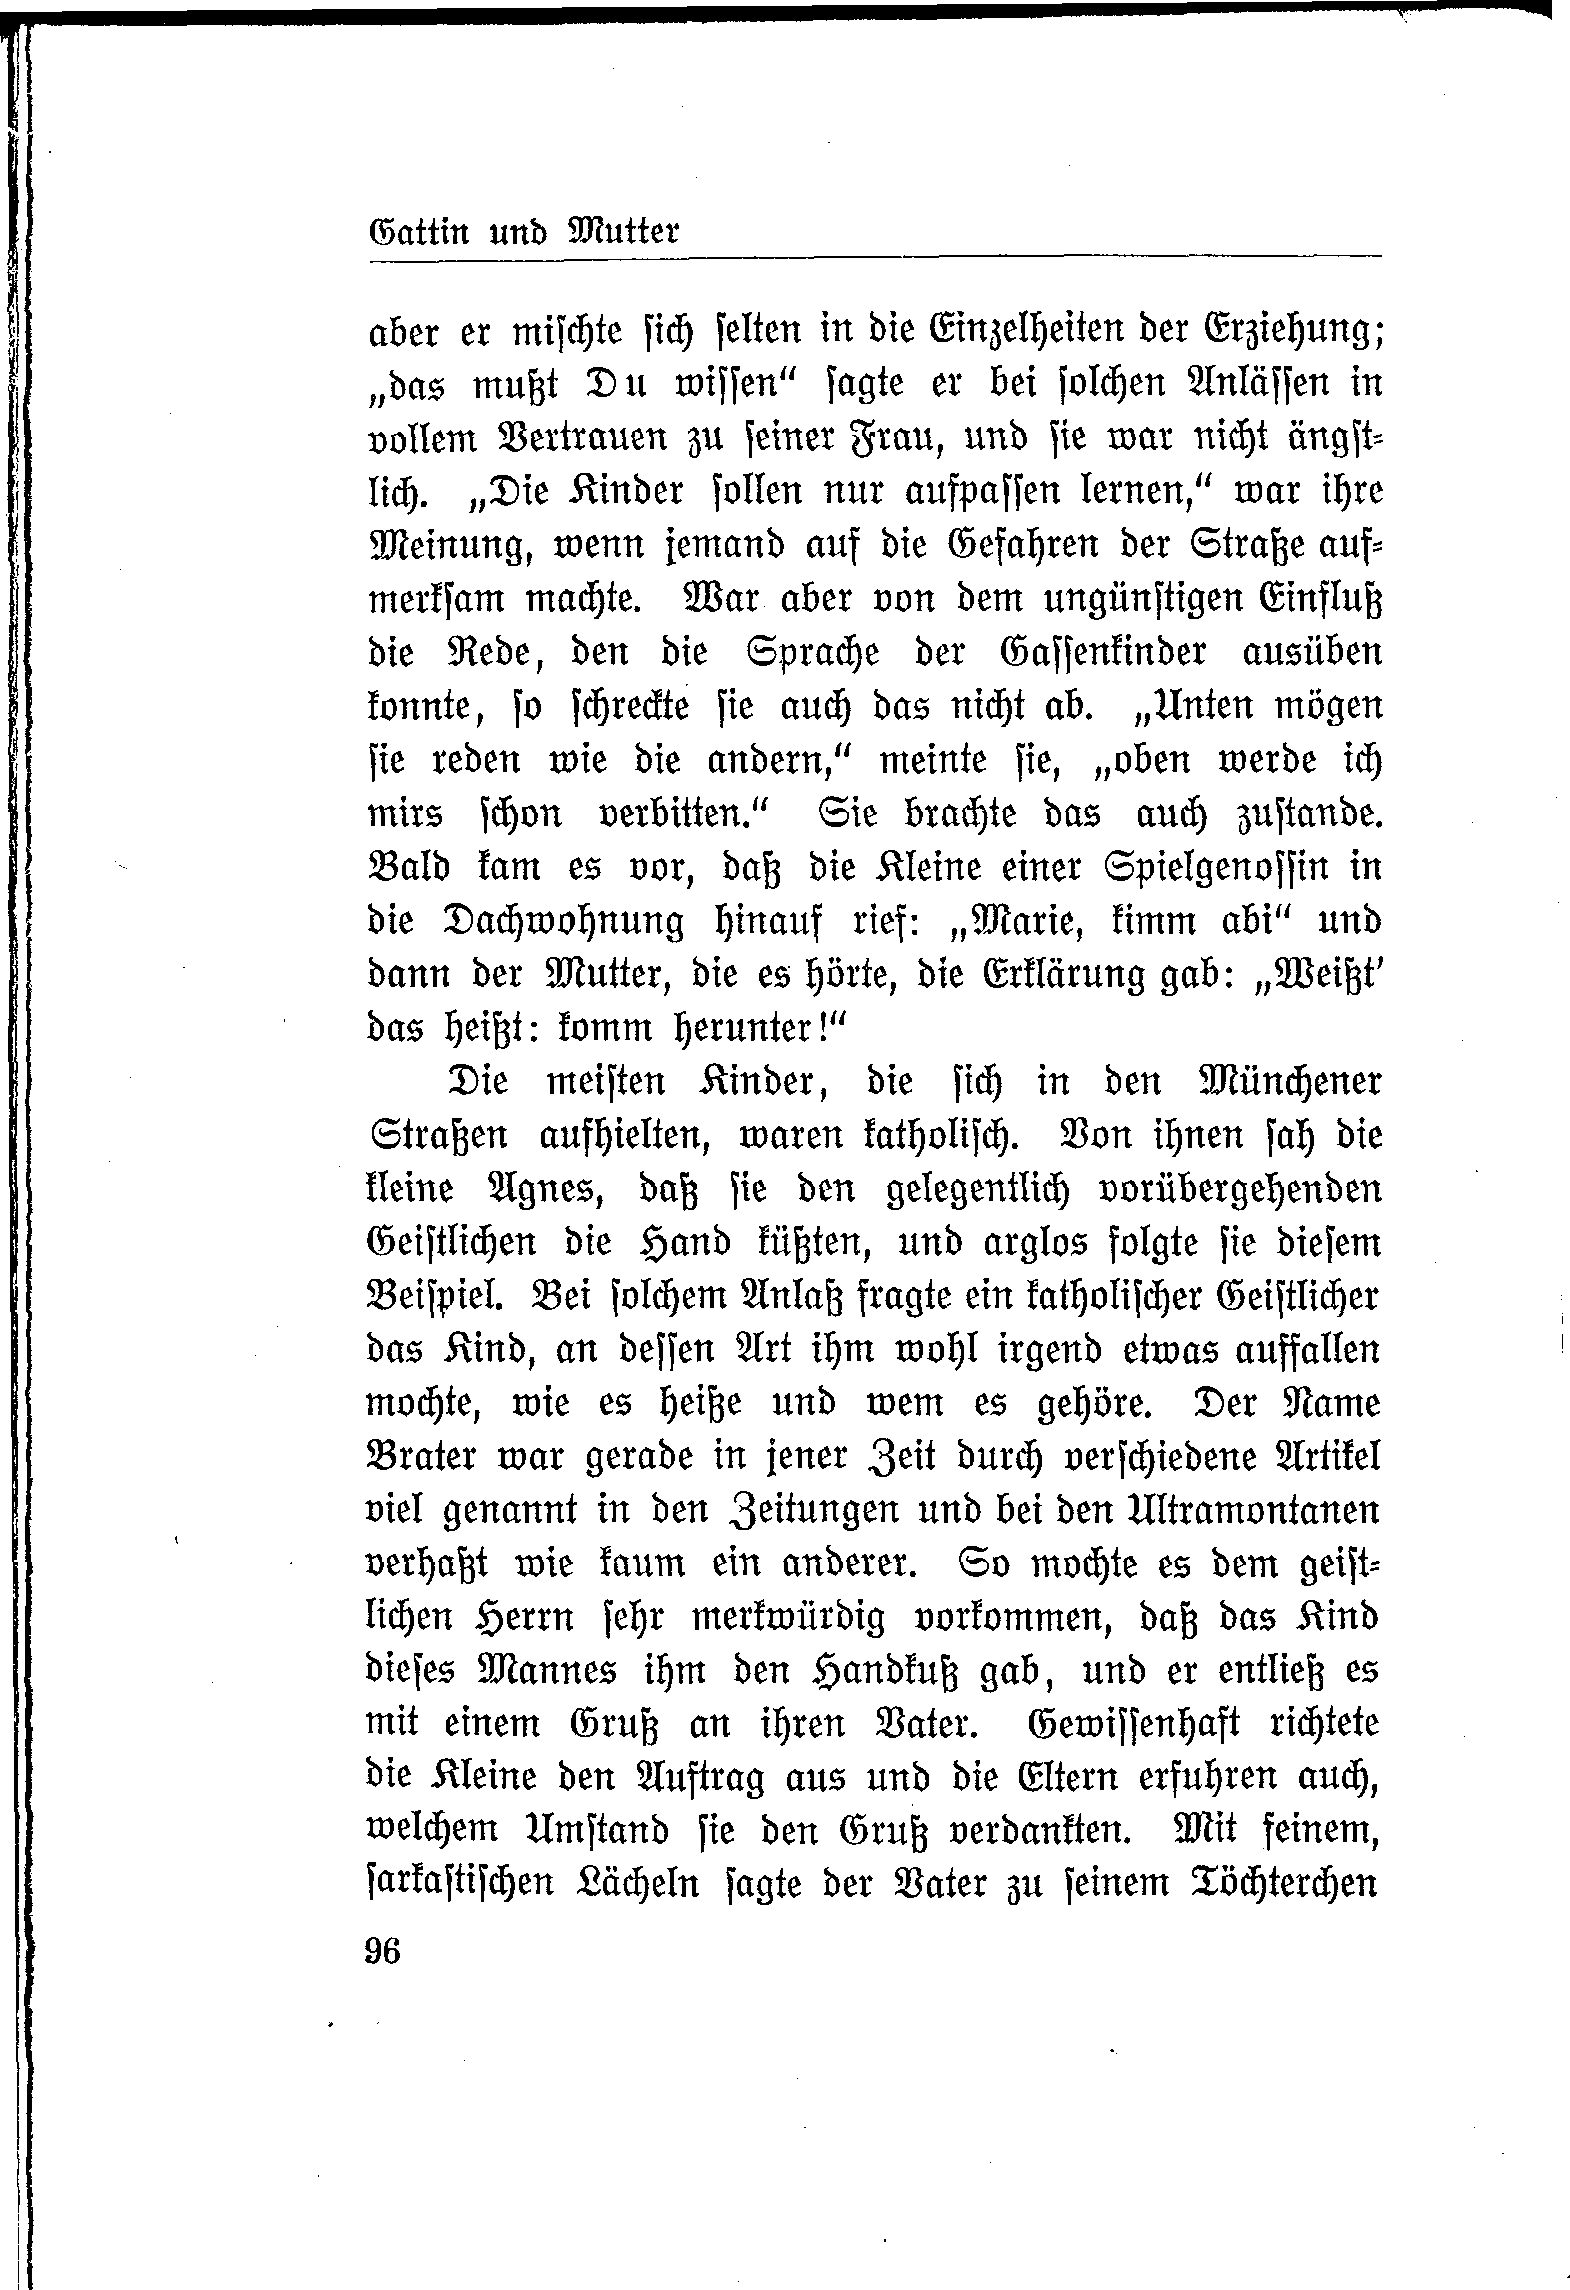 Gattin und Mutter
aber er mischte sich selten in die Einzelheiten der Erziehung;
„das mußt Du wissen“ sagte er bei solchen Anlässen in
vollem Vertrauen zu seiner Frau, und sie war nicht ängst-
lich. „Die Kinder sollen nur aufpassen lernen,“ war ihre
Meinung, wenn jemand auf die Gefahren der Straße auf-
merksam machte. War aber von dem ungünstigen Einfluß
die Rede, den die Sprache der Gassenkinder ausüben
konnte, so schreckte sie auch das nicht ab. „Unten mögen
sie reden wie die andern,“ meinte sie, „oben werde ich
mirs schon verbitten.“ Sie brachte das auch zustande.
Bald kam es vor, daß die Kleine einer Spielgenossin in
die Dachwohnung hinauf rief: „Marie, kimm abi“ und
dann der Mutter, die es hörte, die Erklärung gab: „Weißt'
das heißt: komm herunter!“
Die meisten Kinder, die sich in den Münchener
Straßen aufhielten, waren katholisch. Von ihnen sah die
kleine Agnes, daß sie den gelegentlich vorübergehenden
Geistlichen die Hand küßten, und arglos folgte sie diesem
Beispiel. Bei solchem Anlaß fragte ein katholischer Geistlicher
das Kind, an dessen Art ihm wohl irgend etwas auffallen
mochte, wie es heiße und wem es gehöre. Der Name
Brater war gerade in jener Zeit durch verschiedene Artikel
viel genannt in den Zeitungen und bei den Ultramontanen
verhaßt wie kaum ein anderer. So mochte es dem geist-
lichen Herrn sehr merkwürdig vorkommen, daß das Kind
dieses Mannes ihm den Handkuß gab, und er entließ es
mit einem Gruß an ihren Vater. Gewissenhaft richtete
die Kleine den Auftrag aus und die Eltern erfuhren auch,
welchem Umstand sie den Gruß verdankten. Mit feinem,
sarkastischen Lächeln sagte der Vater zu seinem Töchterchen
96